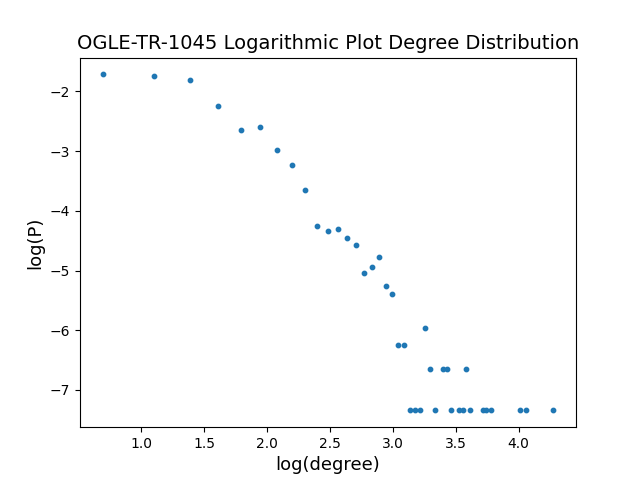 OGLE-TR-1045 Logarithmic Plot Degree Distribution
−2
−3
−4
−5
−6
−7
log(P)
1.0 1.5 2.0 2.5 3.0 3.5 4.0
log(degree)